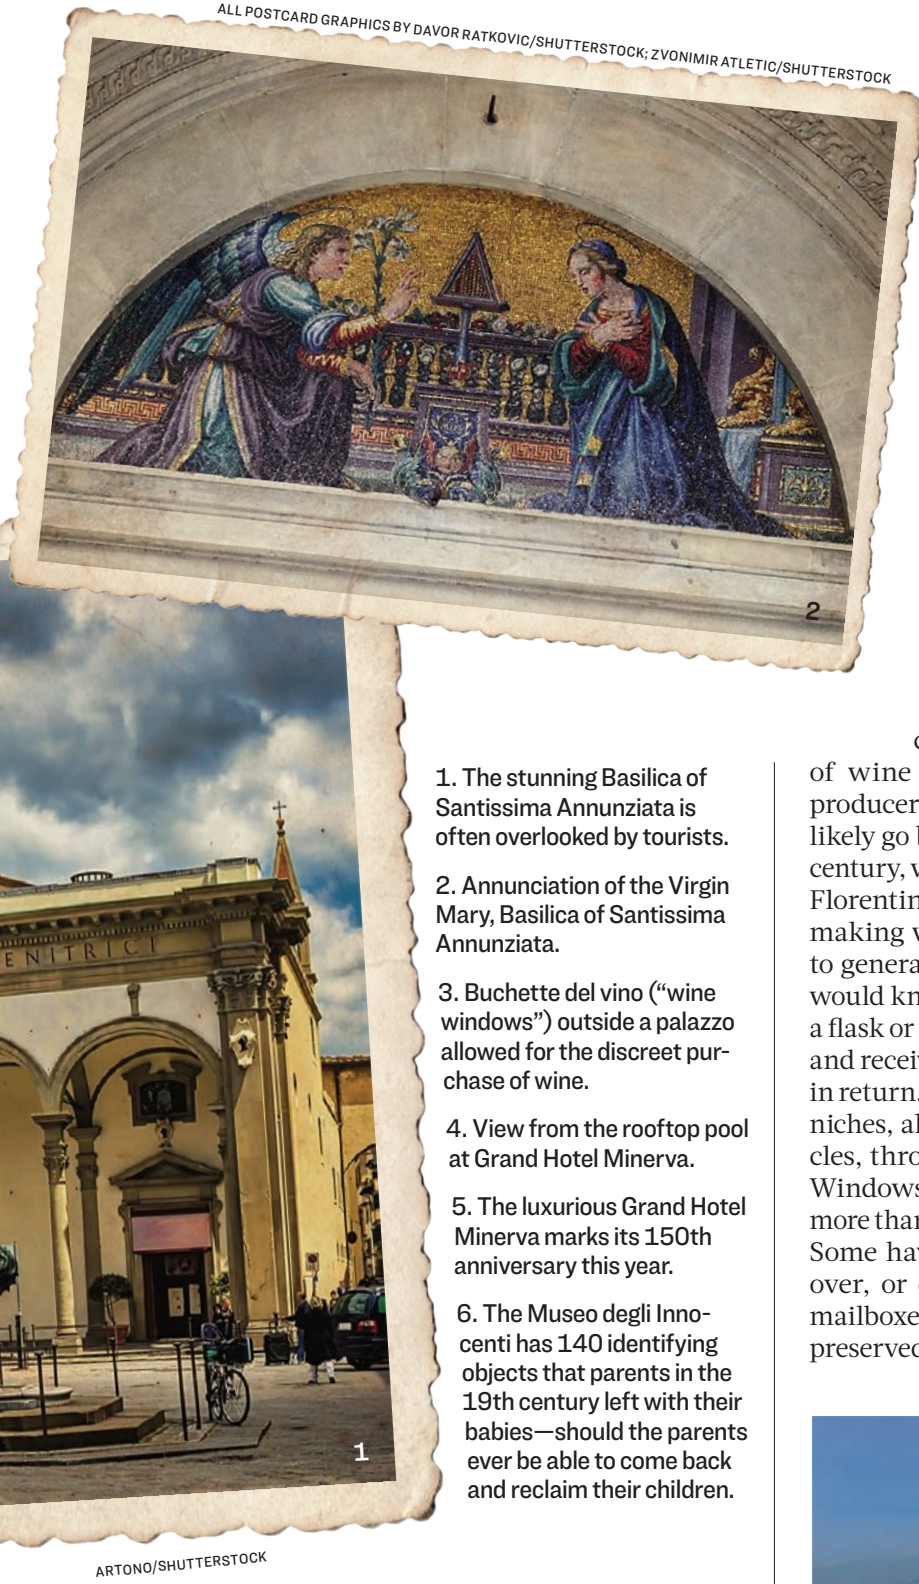 ALL POSTCARD GRAPHICS BY DAVOR RATKOVIC/SHUTTERSTOCK; ZVONIMIR ATLETIC/SHUTTERSTOCK
2
ENITRICI
1
ARTONO/SHUTTERSTOCK
1. The stunning Basilica of
Santissima Annunziata is
often overlooked by tourists.
2. Annunciation of the Virgin
Mary, Basilica of Santissima
Annunziata.
3. Buchette del vino (“wine
windows”) outside a palazzo
allowed for the discreet pur-
chase of wine.
4. View from the rooftop pool
at Grand Hotel Minerva.
5. The luxurious Grand Hotel
Minerva marks its 150th
anniversary this year.
6. The Museo degli Inno-
centi has 140 identifying
objects that parents in the
19th century left with their
babies—should the parents
ever be able to come back
and reclaim their children.
of wine
producer
likely go
century,
Florentin
making
to genera
would kn
a flask or
and recei
in return.
niches, al
cles, thro
Windows
more than
Some hav
over, or
mailboxe
preserved